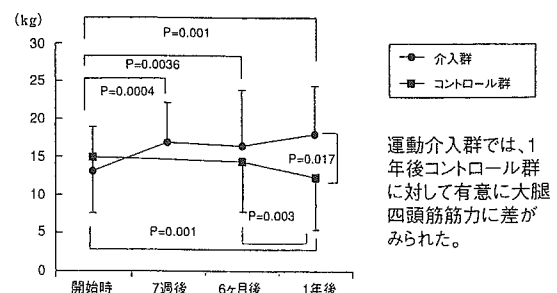 (kg)
P=0.001
30
P=0.0036
25
P=0.0004
20
15
P=0.017
10
P=0.003
5
P=0.001
0
開始時 7週後 6ヶ月後 1年後
介入群
コントロール群
運動介入群では、1
年後コントロール群
に対して有意に大腿
四頭筋筋力に差が
みられた。